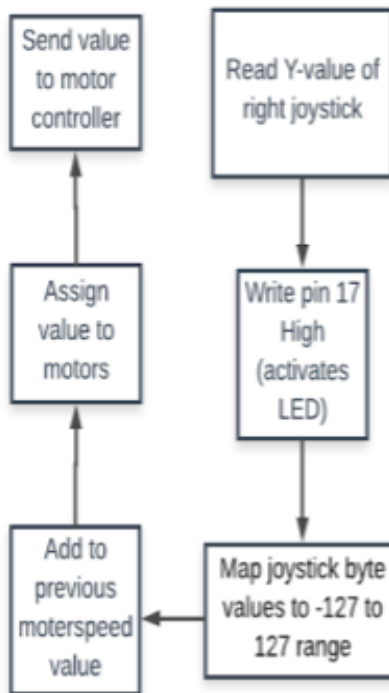 Send value
to motor
controller
Read Y-value of
right joystick
Assign
value to
motors
Write pin 17
High
(activates
LED)
Add to
previous
moterspeed
value
Map joystick byte
values to -127 to
127 range